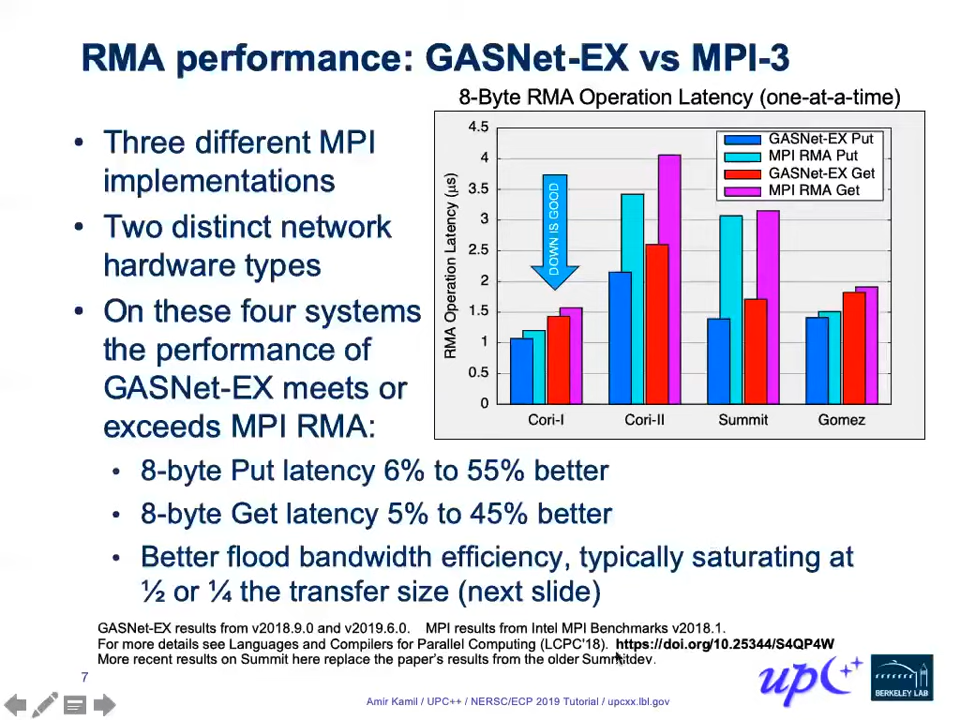 RMA performance: GASNet-EX vs MPI-3
• Three different MPI
implementations
• Two distinct network
hardware types
• On these four systems
the performance of
GASNet-EX meets or
exceeds MPI RMA:
• 8-byte Put latency 6% to 55% better
• 8-byte Get latency 5% to 45% better
• Better flood bandwidth efficiency, typically saturating at
½ or ¼ the transfer size (next slide)
8-Byte RMA Operation Latency (one-at-a-time)
RMA Operation Latency (µs)
4.5
4
3.5
3
2.5
2
1.5
1
0.5
0
DOWN IS GOOD
GASNet-EX Put
MPI RMA Put
GASNet-EX Get
MPI RMA Get
Cori-I
Cori-II
Summit
Gomez
GASNet-EX results from v2018.9.0 and v2019.6.0. MPI results from Intel MPI Benchmarks v2018.1.
For more details see Languages and Compilers for Parallel Computing (LCPC'18). https://doi.org/10.25344/S4QP4W
More recent results on Summit here replace the paper's results from the older Summitdev.
7
Amir Kamil / UPC++ / NERSC/ECP 2019 Tutorial / upcxx.lbl.gov
upc++
BERKELEY LAB